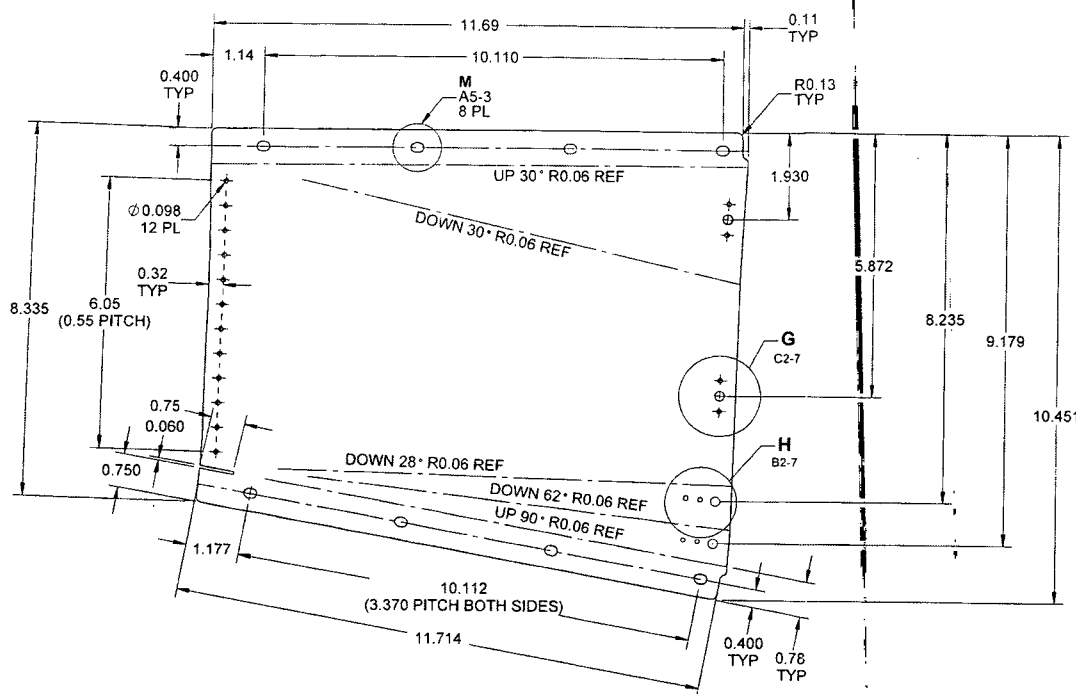 11.69
0.11
TYP
1.14
10.110
0.400
TYP
M
A5-3
8 PL
R0.13
TYP
UP 30° R0.06 REF
1.930
DOWN 30° R0.06 REF
Ø0.098
12 PL
0.32
TYP
5.872
8.335
6.05
(0.55 PITCH)
8.235
9.179
G
C2-7
10.451
0.75
0.060
0.750
H
B2-7
DOWN 28° R0.06 REF
DOWN 62° R0.06 REF
UP 90° R0.06 REF
1.177
10.112
(3.370 PITCH BOTH SIDES)
11.714
0.400
TYP
0.78
TYP